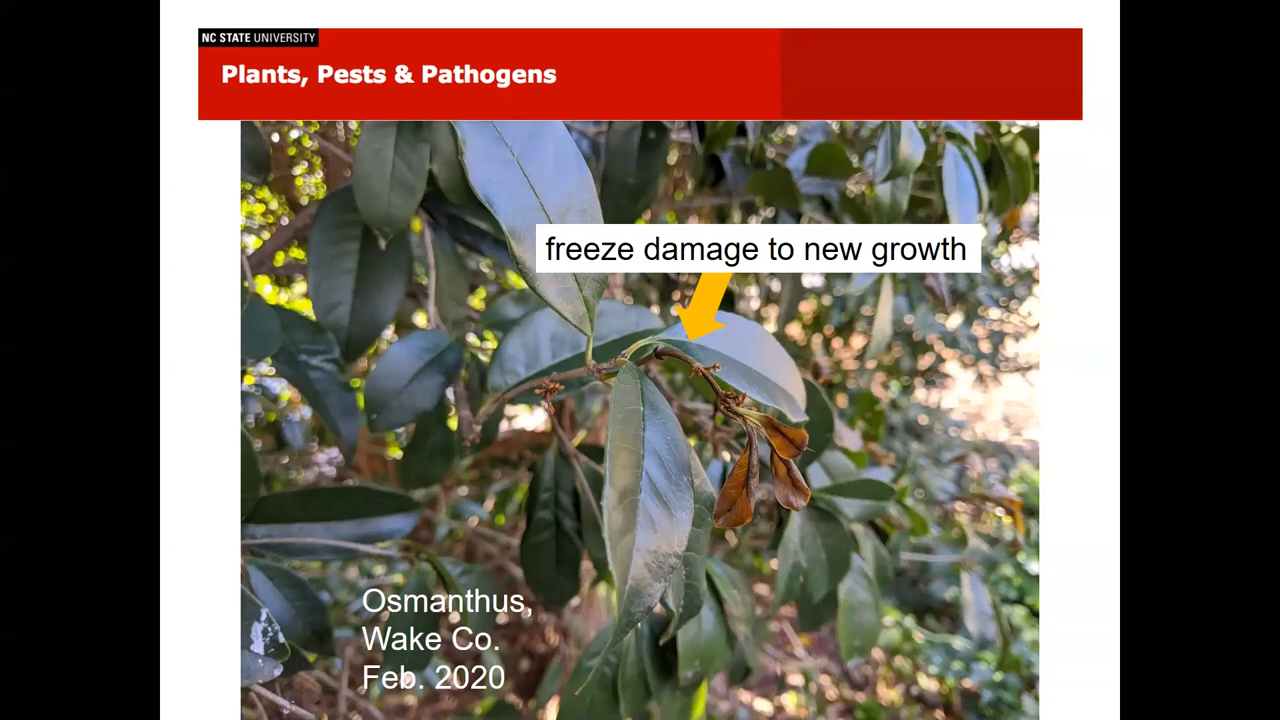 NC STATE UNIVERSITY
Plants, Pests & Pathogens
freeze damage to new growth
Osmanthus,
Wake Co.
Feb. 2020